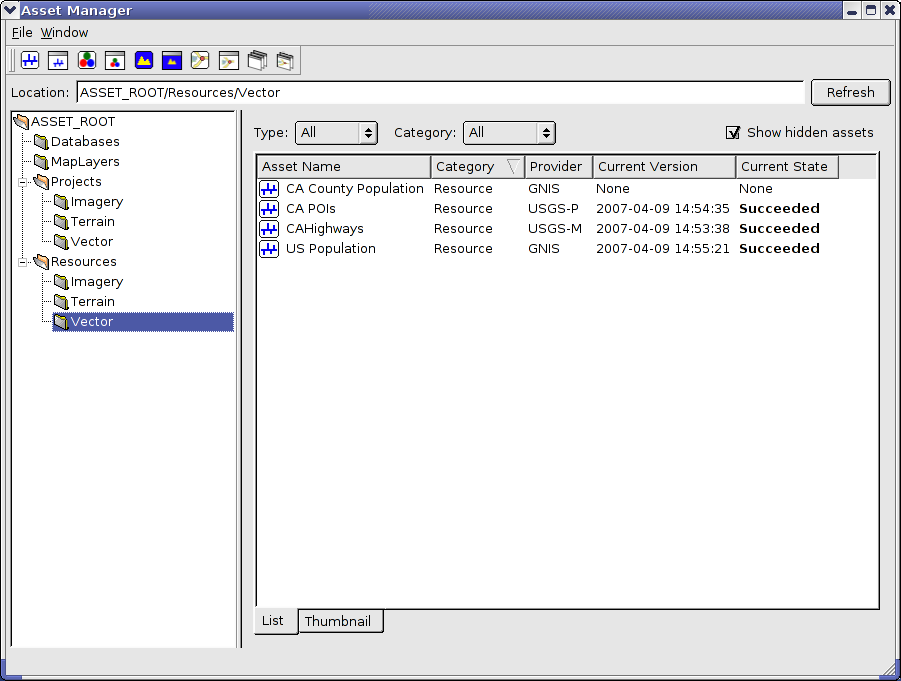 Asset Manager
File Window
Location: ASSET_ROOT/Resources/Vector Refresh
ASSET_ROOT
Databases
MapLayers
Projects
Imagery
Terrain
Vector
Resources
Imagery
Terrain
Vector
Type: All Category: All Show hidden assets
Asset Name Category Provider Current Version Current State
CA County Population Resource GNIS None None
CA POIs Resource USGS-P 2007-04-09 14:54:35 Succeeded
CAHighways Resource USGS-M 2007-04-09 14:53:38 Succeeded
US Population Resource GNIS 2007-04-09 14:55:21 Succeeded
List Thumbnail